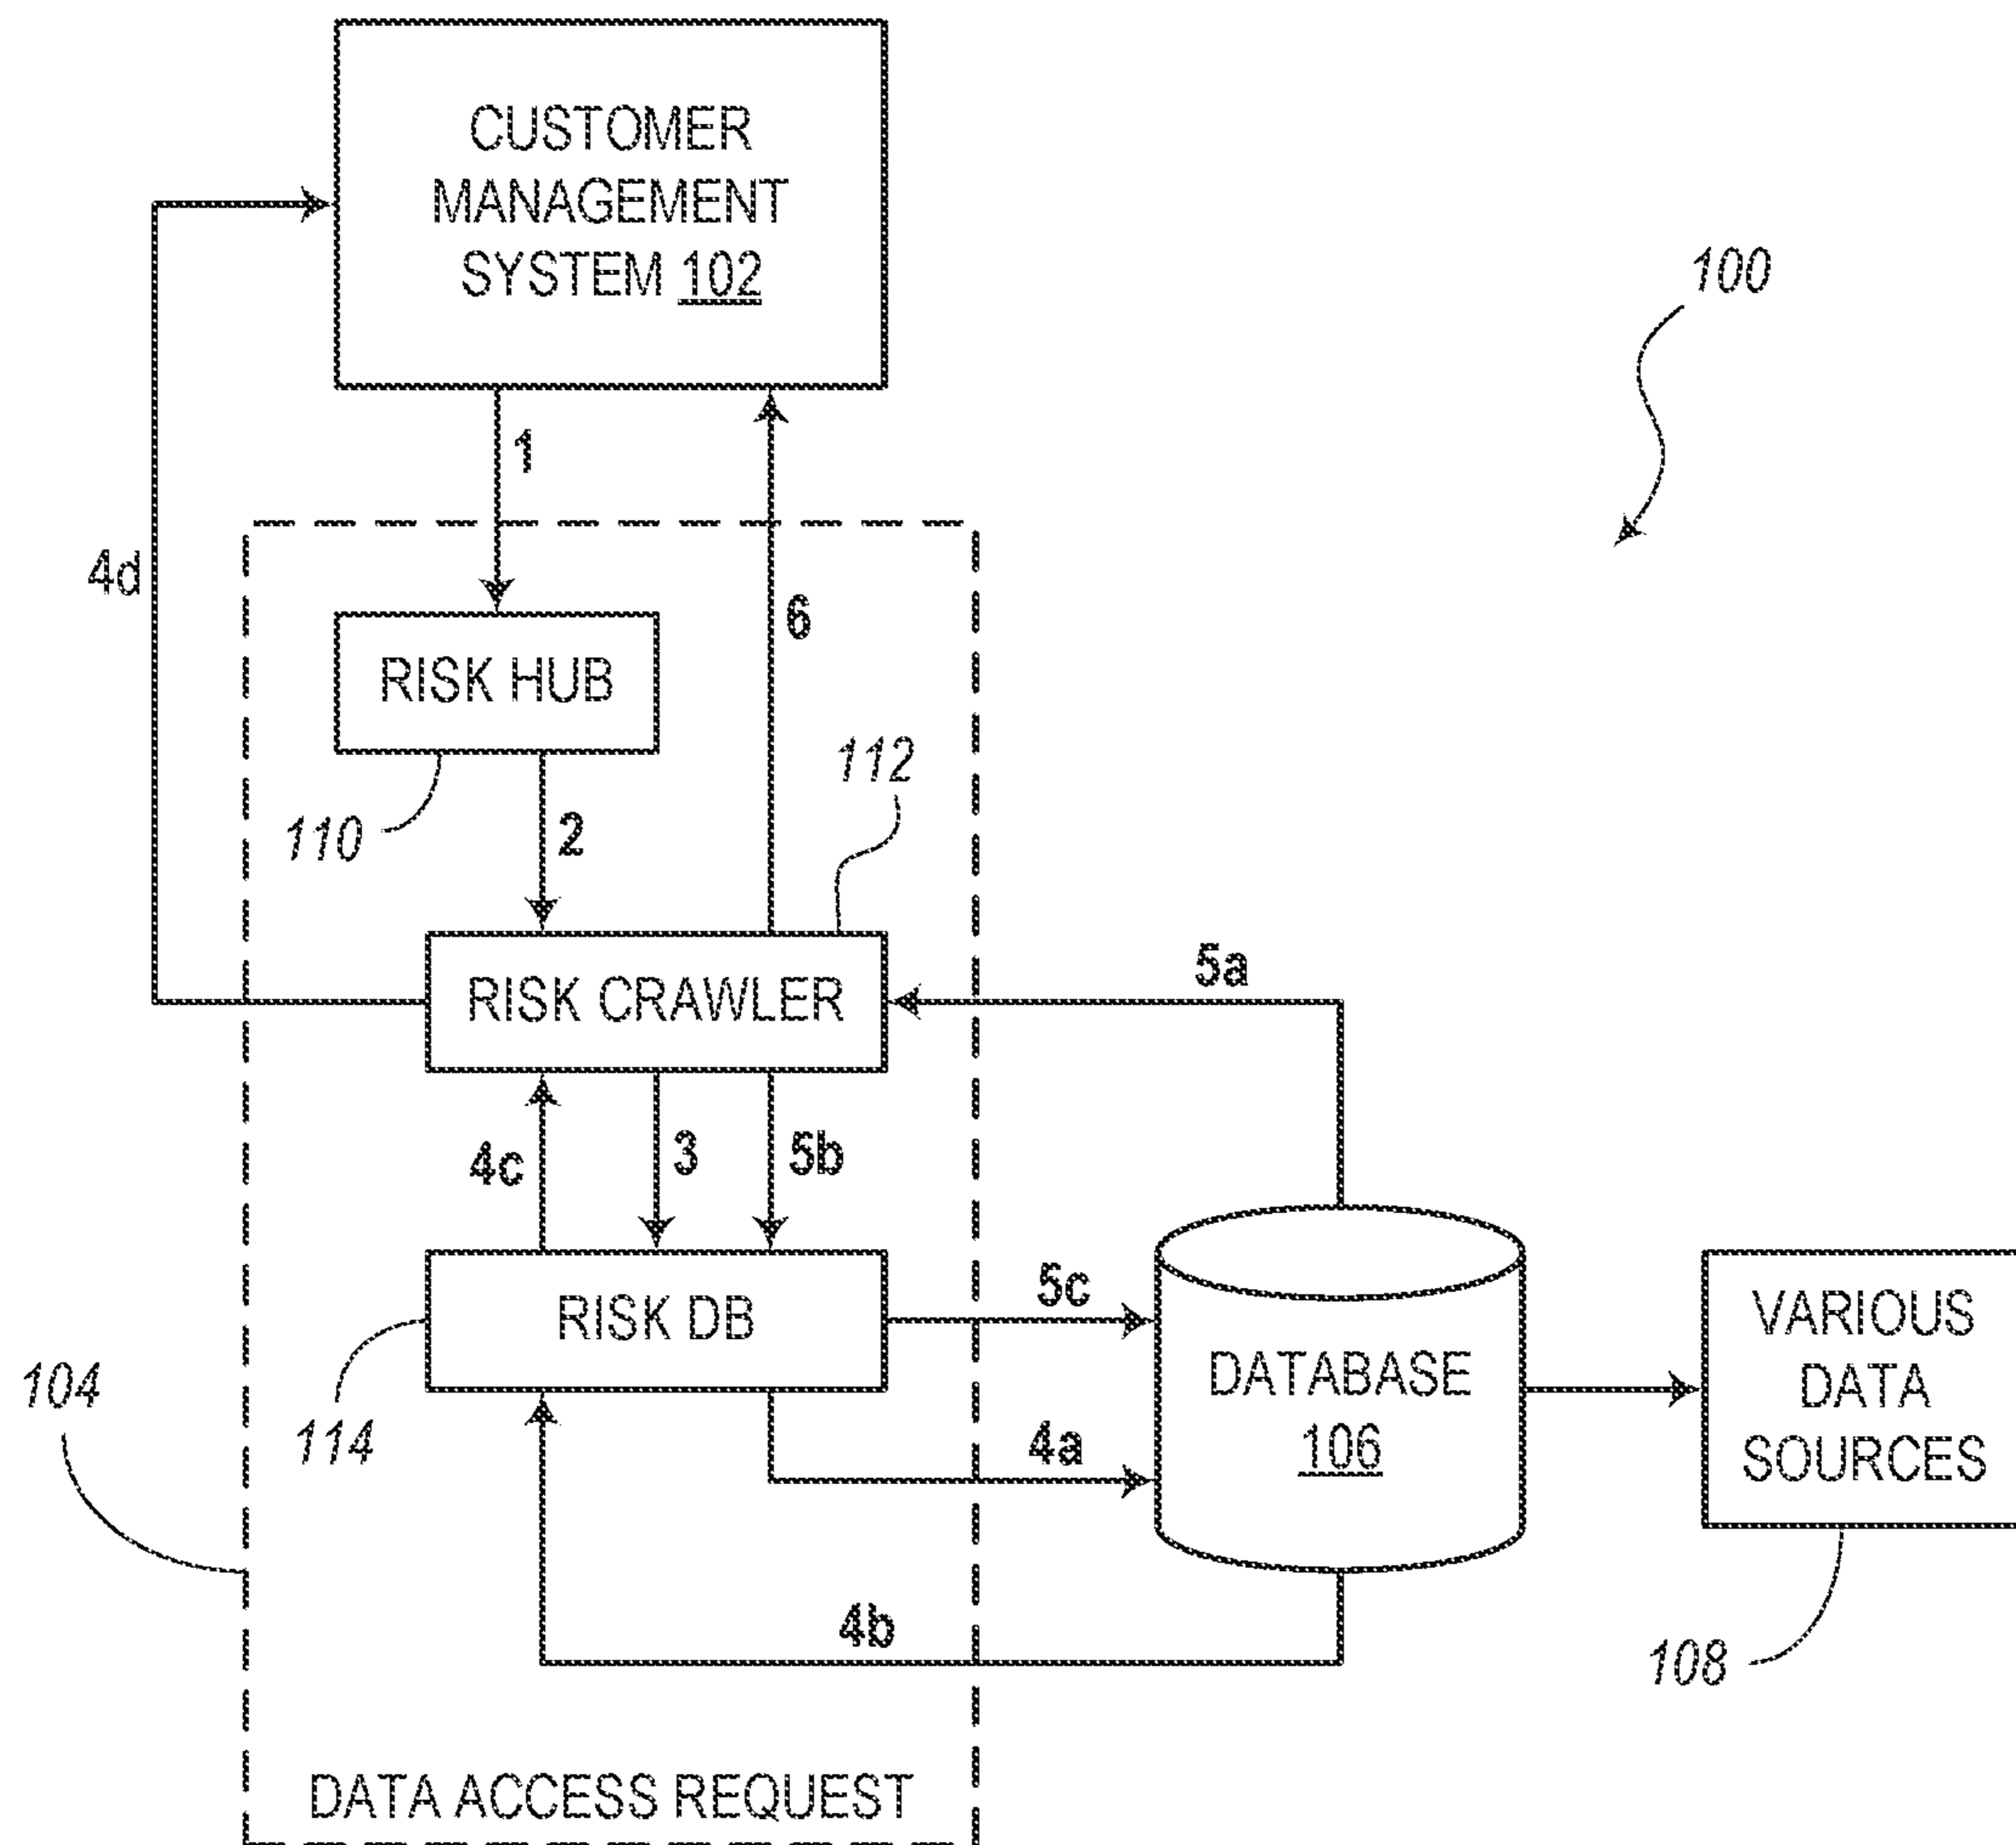 CUSTOMER
MANAGEMENT
SYSTEM 102
100
1
4d
6
RISK HUB
112
110
2
5a
RISK CRAWLER
4c
3
5b
5c
RISK DB
VARIOUS
DATA
SOURCES
DATABASE
106
104
114
4a
4b
108
DATA ACCESS REQUEST